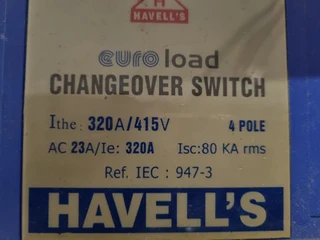 H
HAVELL'S
euro load
CHANGEOVER SWITCH
Ithe: 320A/415V 4 POLE
AC 23A/Ie: 320A Isc:80 KA rms
Ref. IEC : 947-3
HAVELL'S